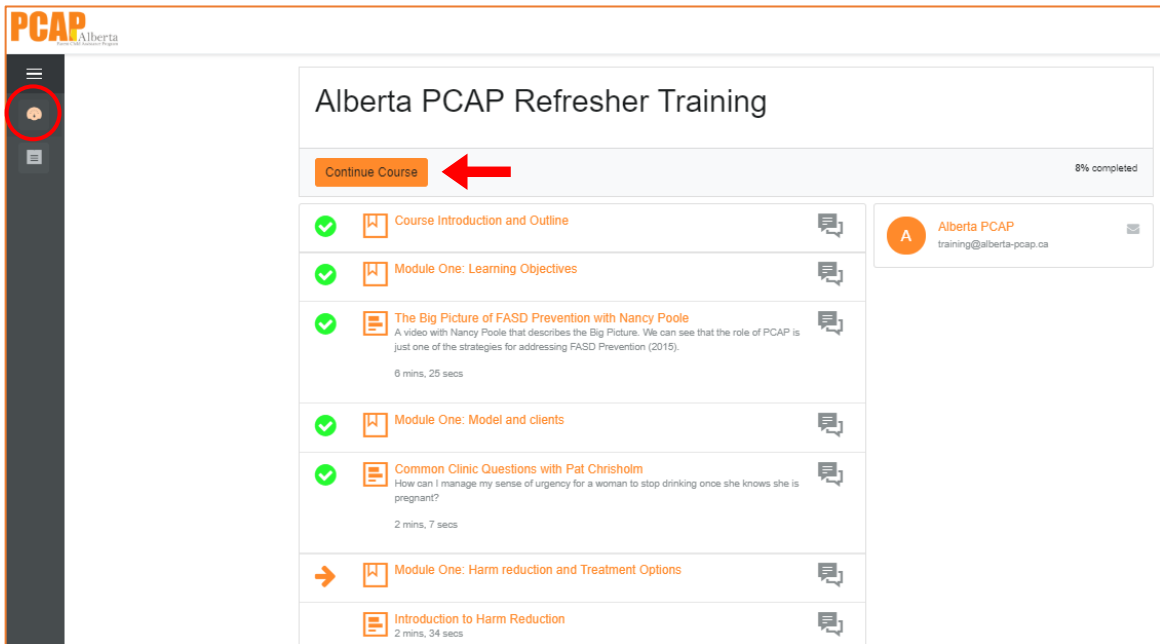 PCAP Alberta
Parent Child Assistance Program
Alberta PCAP Refresher Training
Continue Course
8% completed
Course Introduction and Outline
A
Alberta PCAP
training@alberta-pcap.ca
Module One: Learning Objectives
The Big Picture of FASD Prevention with Nancy Poole
A video with Nancy Poole that describes the Big Picture. We can see that the role of PCAP is
just one of the strategies for addressing FASD Prevention (2015).
6 mins, 25 secs
Module One: Model and clients
Common Clinic Questions with Pat Chrisholm
How can I manage my sense of urgency for a woman to stop drinking once she knows she is
pregnant?
2 mins, 7 secs
Module One: Harm reduction and Treatment Options
Introduction to Harm Reduction
2 mins, 34 secs